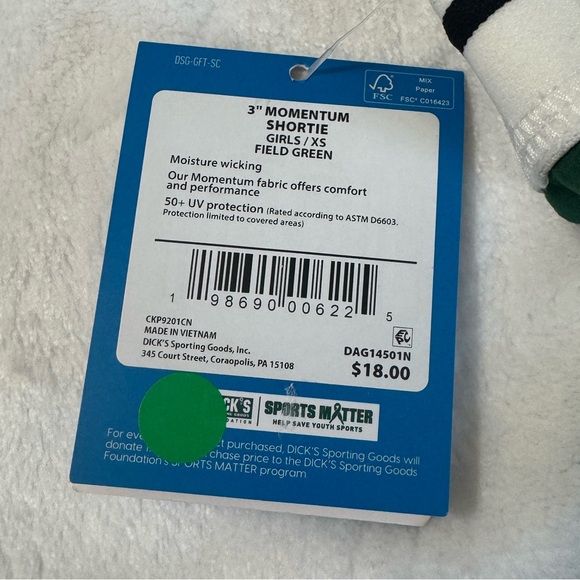 DSG-GFT-SC
FSC
MIX
Paper
FSC® C016423
3" MOMENTUM
SHORTIE
GIRLS / XS
FIELD GREEN
Moisture wicking
Our Momentum fabric offers comfort
and performance
50+ UV protection (Rated according to ASTM D6603.
Protection limited to covered areas)
1 98690 00622 5
CKP9201CN
MADE IN VIETNAM
DICK'S Sporting Goods, Inc.
345 Court Street, Coraopolis, PA 15108
DAG14501N
$18.00
SPORTS MATTER
HELP SAVE YOUTH SPORTS
For purchased, DICK'S Sporting Goods will
donate price to the DICK'S Sporting Goods
Foundation's SPORTS MATTER program